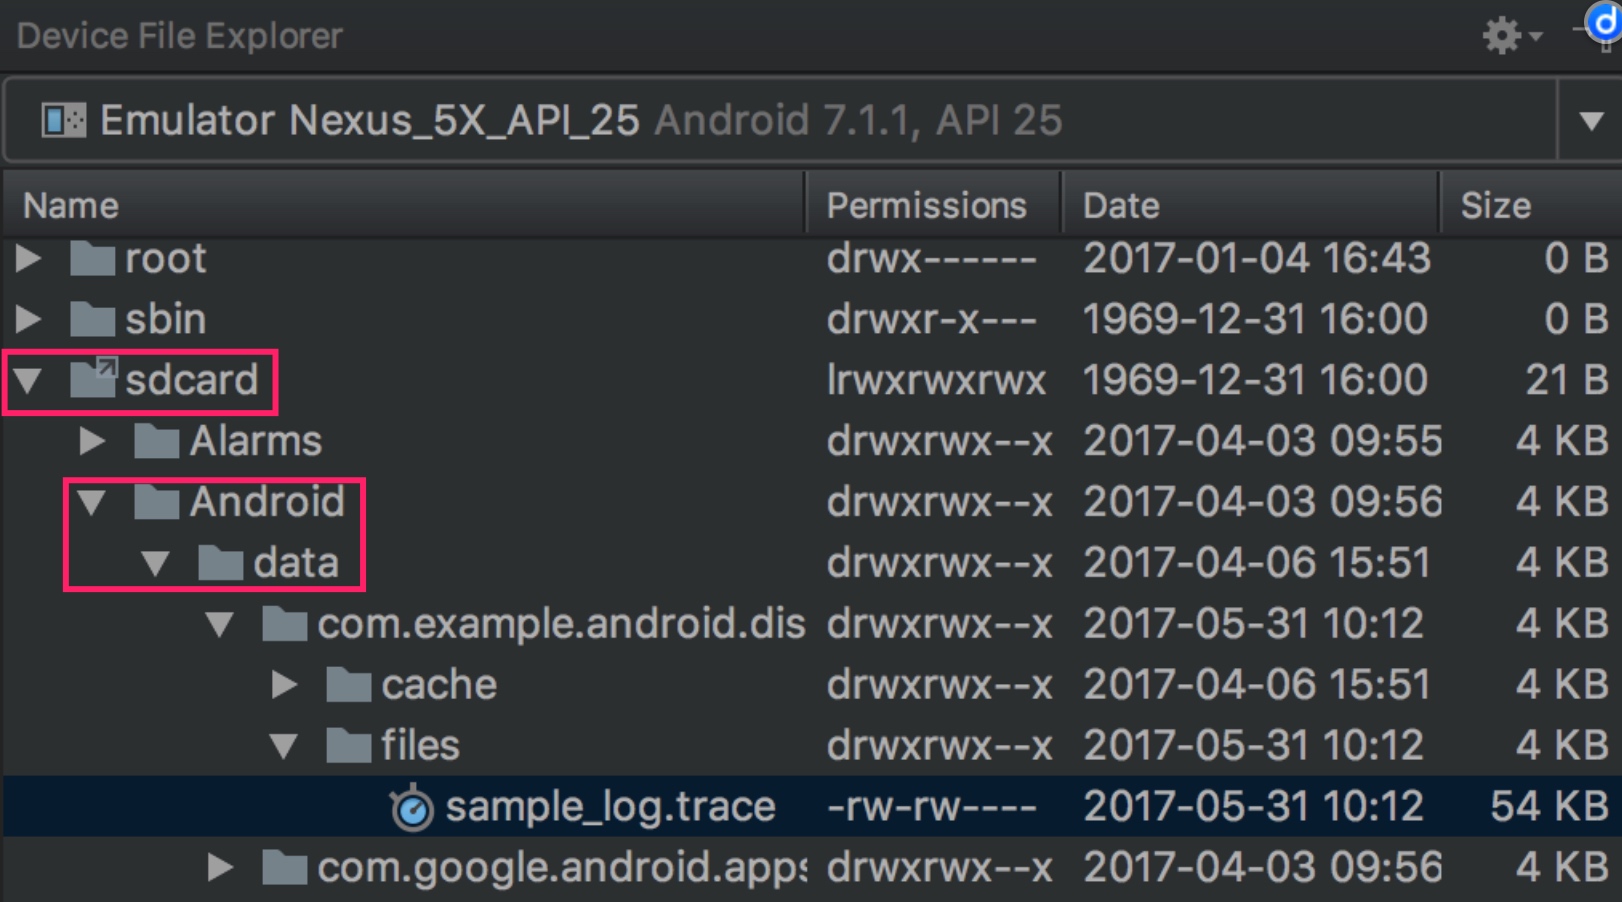 Device File Explorer
d
Emulator Nexus_5X_API_25 Android 7.1.1, API 25
Name Permissions Date Size
root drwx------ 2017-01-04 16:43 0 B
sbin drwxr-x--- 1969-12-31 16:00 0 B
sdcard lrwxrwxrwx 1969-12-31 16:00 21 B
Alarms drwxrwx--x 2017-04-03 09:55 4 KB
Android drwxrwx--x 2017-04-03 09:56 4 KB
data drwxrwx--x 2017-04-06 15:51 4 KB
com.example.android.dis drwxrwx--x 2017-05-31 10:12 4 KB
cache drwxrwx--x 2017-04-06 15:51 4 KB
files drwxrwx--x 2017-05-31 10:12 4 KB
sample_log.trace -rw-rw---- 2017-05-31 10:12 54 KB
com.google.android.apps drwxrwx--x 2017-04-03 09:56 4 KB